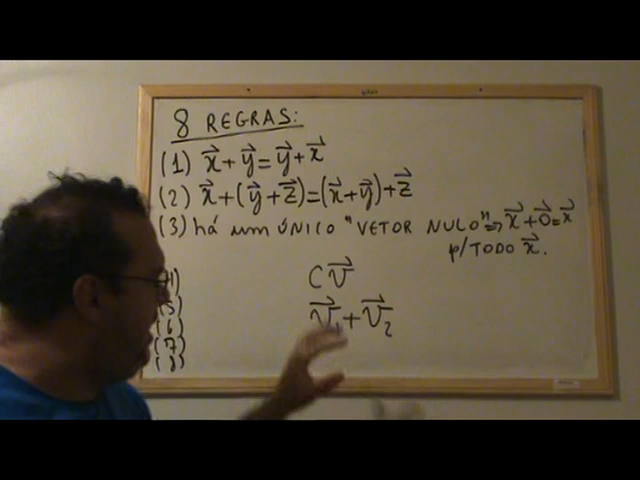 8 REGRAS:
(1) x⃗ + y⃗ = y⃗ + x⃗
(2) x⃗ + (y⃗ + z⃗) = (x⃗ + y⃗) + z⃗
(3) há um ÚNICO "VETOR NULO" ⇒ x⃗ + 0⃗ = x⃗
p/ TODO x⃗.
(4)
C v⃗
(5)
v⃗₁ + v⃗₂
(6)
(7)
(8)